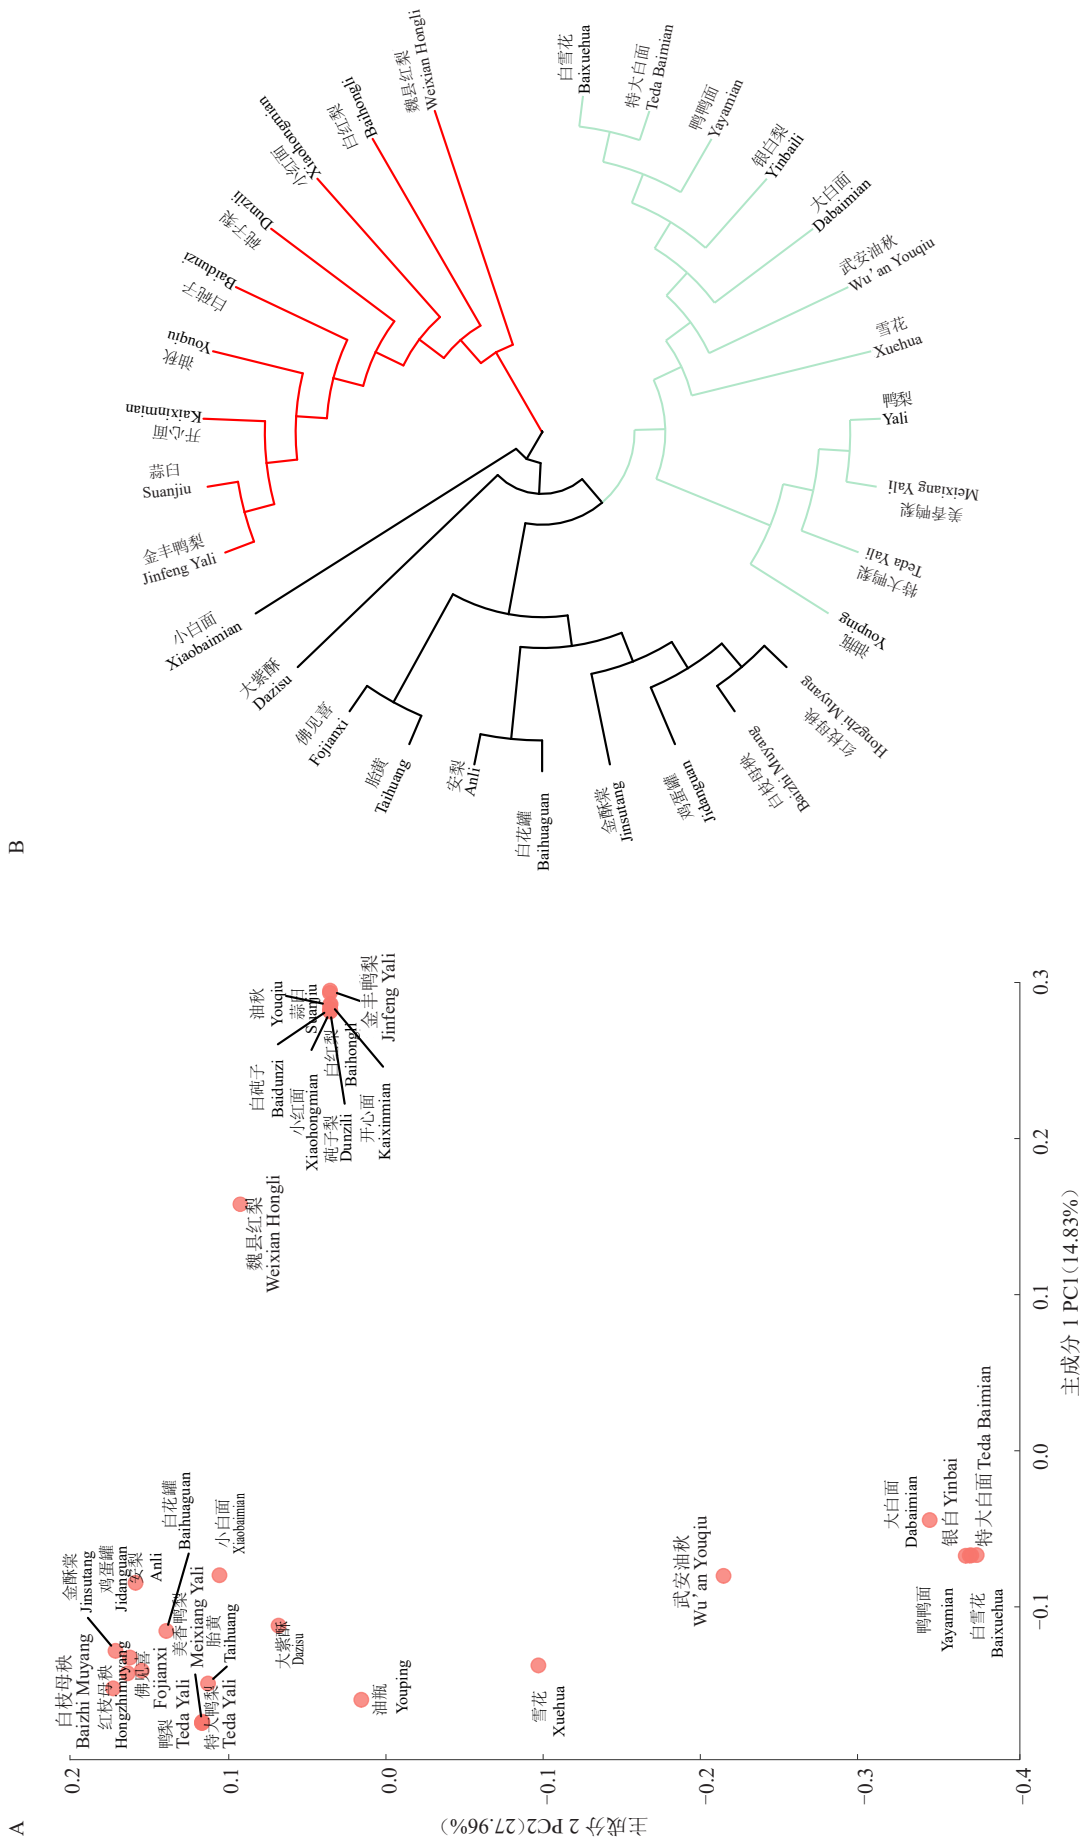 A
主成分 2 PC2(27.96%)
0.2
0.1
0.0
−0.1
−0.2
−0.3
−0.4
主成分 1 PC1(14.83%)
−0.1
0.0
0.1
0.2
0.3
白枝母秧
Baizhi Muyang
红枝母秧
Hongzhimuyang
金酥棠
Jinsutang
鸡蛋罐
Jidanguan
安梨
Anli
佛见喜
Fojianxi
鸭梨
Teda Yali
白花罐
Baihuaguan
美香鸭梨
Meixiang Yali
特大鸭梨
Teda Yali
胎黄
Taihuang
小白面
Xiaobaimian
大紫酥
Dazisu
油瓶
Youping
雪花
Xuehua
武安油秋
Wu’an Youqiu
大白面
Dabaimian
银白 Yinbai
特大白面 Teda Baimian
鸭鸭面
Yayamian
白雪花
Baixuehua
魏县红梨
Weixian Hongli
油秋
Youqiu
蒜臼
Suanjiu
金丰鸭梨
Jinfeng Yali
白砘子
Baidunzi
小红面
Xiaohongmian
白红梨
Baihongli
砘子梨
Dunzili
开心面
Kaixinmian
B
小白面
Xiaobaimian
金丰鸭梨
Jinfeng Yali
蒜臼
Suanjiu
开心面
Kaixinmian
油秋
Youqiu
白砘子
Baidunzi
砘子梨
Dunzili
小红面
Xiaohongmian
白红梨
Baihongli
魏县红梨
Weixian Hongli
白雪花
Baixuehua
特大白面
Teda Baimian
鸭鸭面
Yayamian
银白梨
Yinbaili
大白面
Dabaimian
武安油秋
Wu’an Youqiu
雪花
Xuehua
鸭梨
Yali
美香鸭梨
Meixiang Yali
特大鸭梨
Teda Yali
油瓶
Youping
红枝母秧
Hongzhi Muyang
白枝母秧
Baizhi Muyang
鸡蛋罐
Jidanguan
金酥棠
Jinsutang
白花罐
Baihuaguan
安梨
Anli
胎黄
Taihuang
佛见喜
Fojianxi
大紫酥
Dazisu